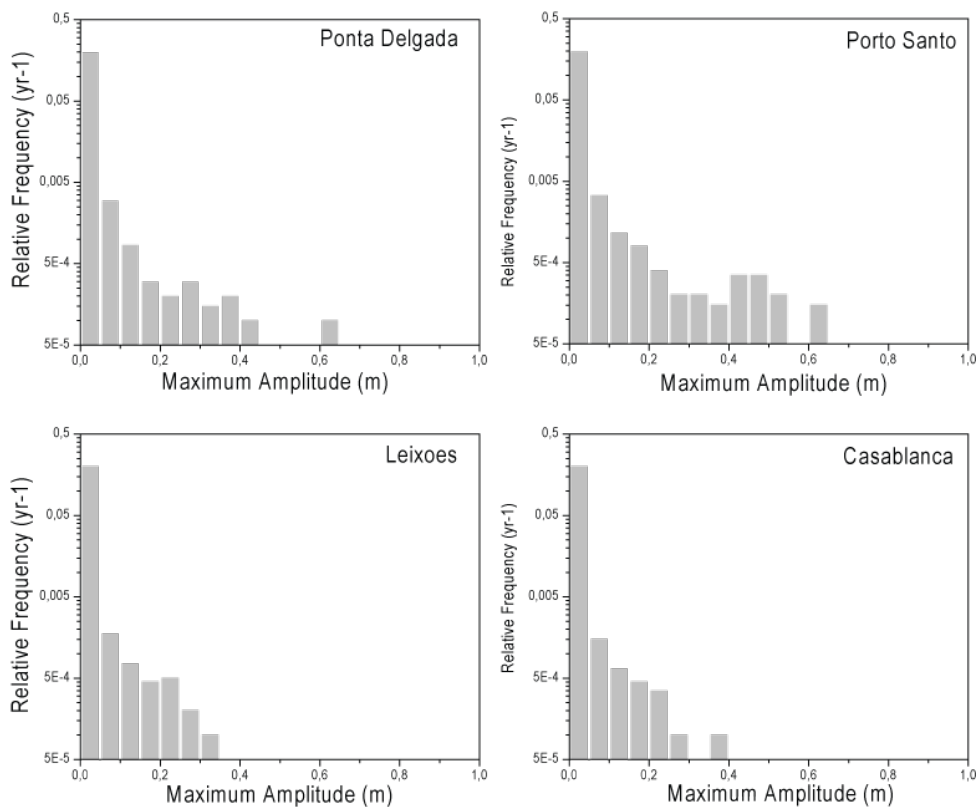 Ponta Delgada
Relative Frequency (yr-1)
0,5
0,05
0,005
5E-4
5E-5
0,0 0,2 0,4 0,6 0,8 1,0
Maximum Amplitude (m)
Porto Santo
Relative Frequency (yr-1)
0,5
0,05
0,005
5E-4
5E-5
0,0 0,2 0,4 0,6 0,8 1,0
Maximum Amplitude (m)
Leixoes
Relative Frequency (yr-1)
0,5
0,05
0,005
5E-4
5E-5
0,0 0,2 0,4 0,6 0,8 1,0
Maximum Amplitude (m)
Casablanca
Relative Frequency (yr-1)
0,5
0,05
0,005
5E-4
5E-5
0,0 0,2 0,4 0,6 0,8 1,0
Maximum Amplitude (m)